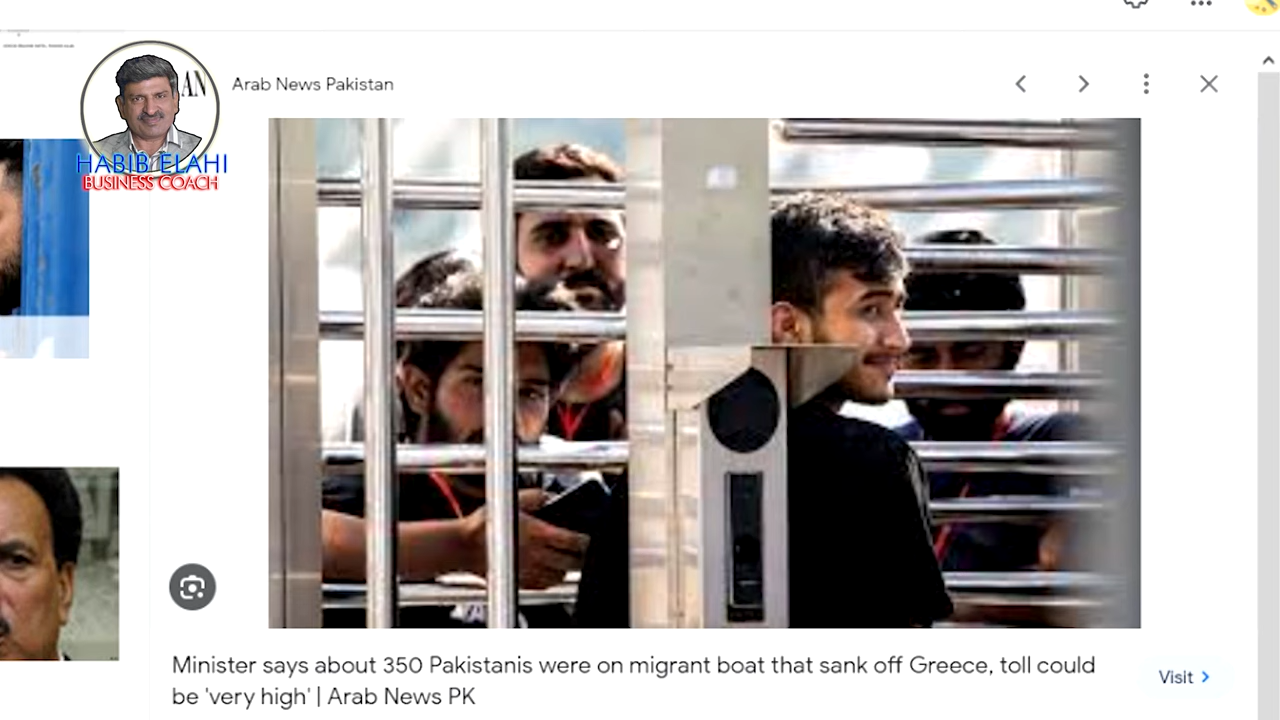 AN
Arab News Pakistan
HABIB ELAHI
BUSINESS COACH
Minister says about 350 Pakistanis were on migrant boat that sank off Greece, toll could
be 'very high' | Arab News PK
Visit